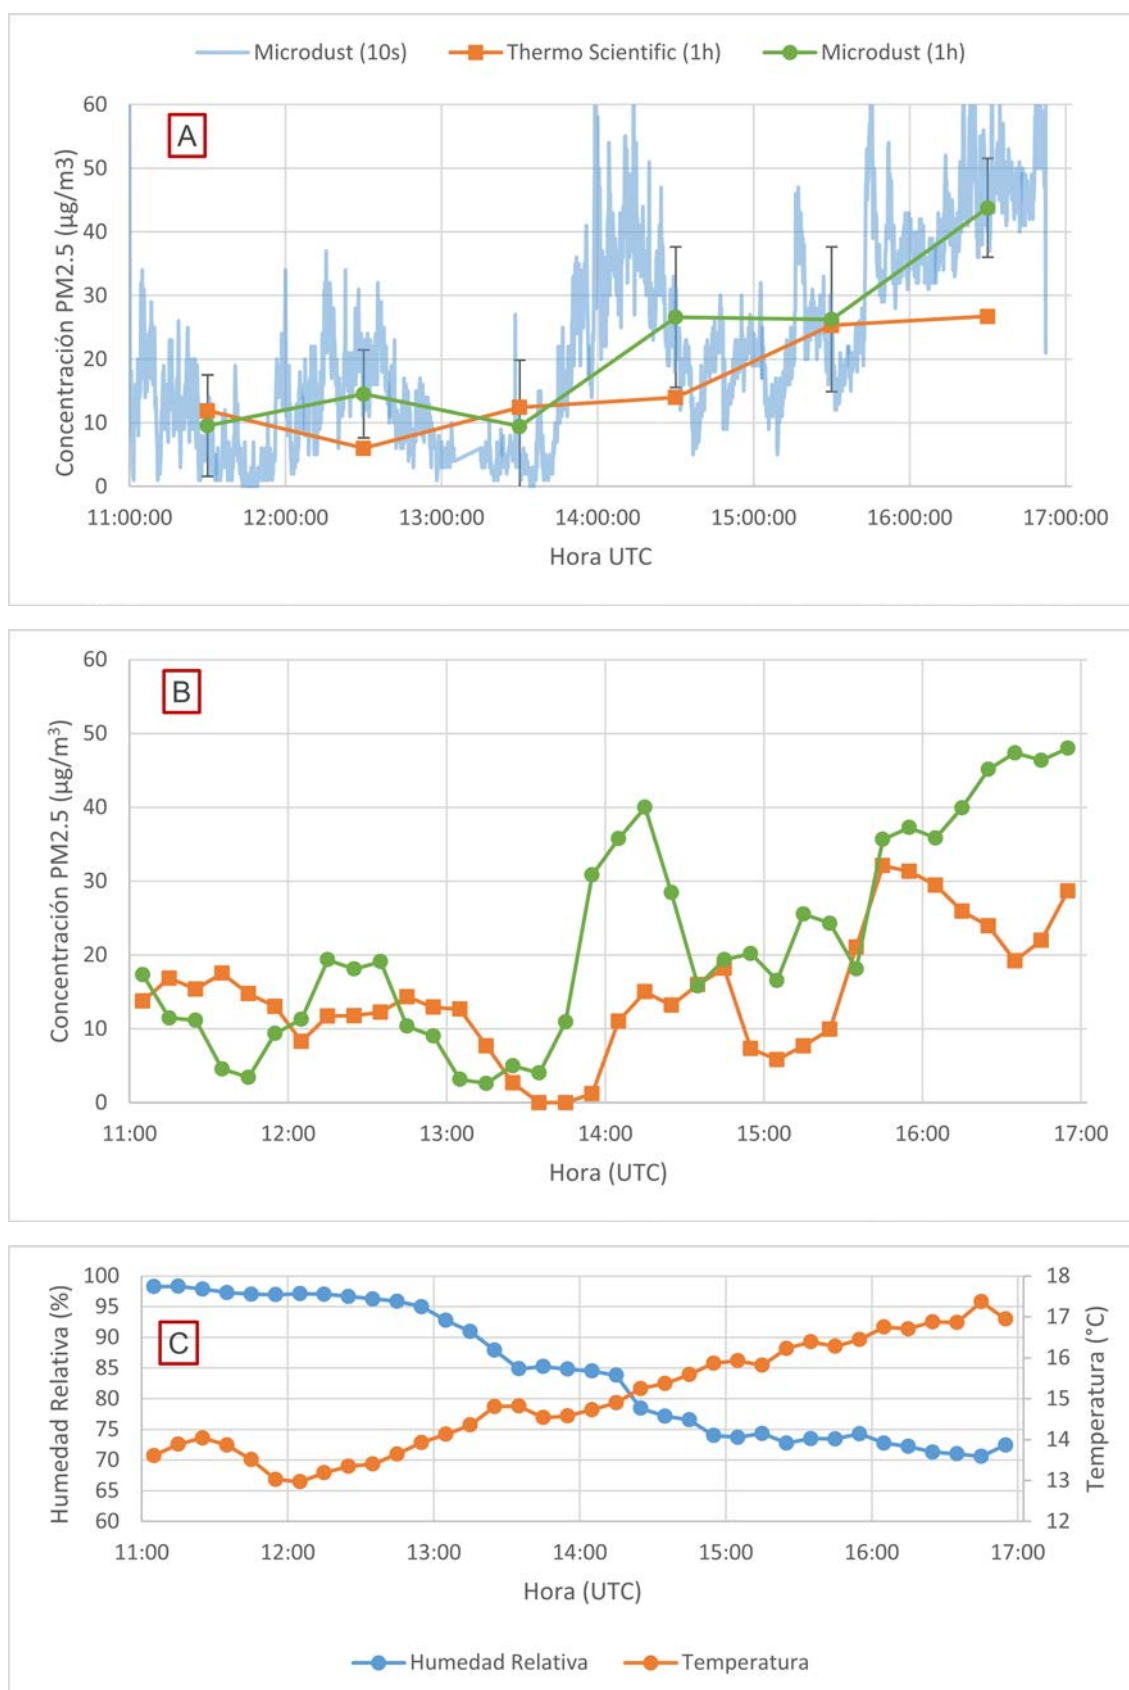 Microdust (10s) Thermo Scientific (1h) Microdust (1h)
A
Concentración PM2.5 (µg/m3)
60
50
40
30
20
10
0
11:00:00 12:00:00 13:00:00 14:00:00 15:00:00 16:00:00 17:00:00
Hora UTC
B
Concentración PM2.5 (µg/m³)
60
50
40
30
20
10
0
11:00 12:00 13:00 14:00 15:00 16:00 17:00
Hora (UTC)
C
Humedad Relativa (%)
100
95
90
85
80
75
70
65
60
18
17
16
15
14
13
12
Temperatura (°C)
11:00 12:00 13:00 14:00 15:00 16:00 17:00
Hora (UTC)
Humedad Relativa Temperatura